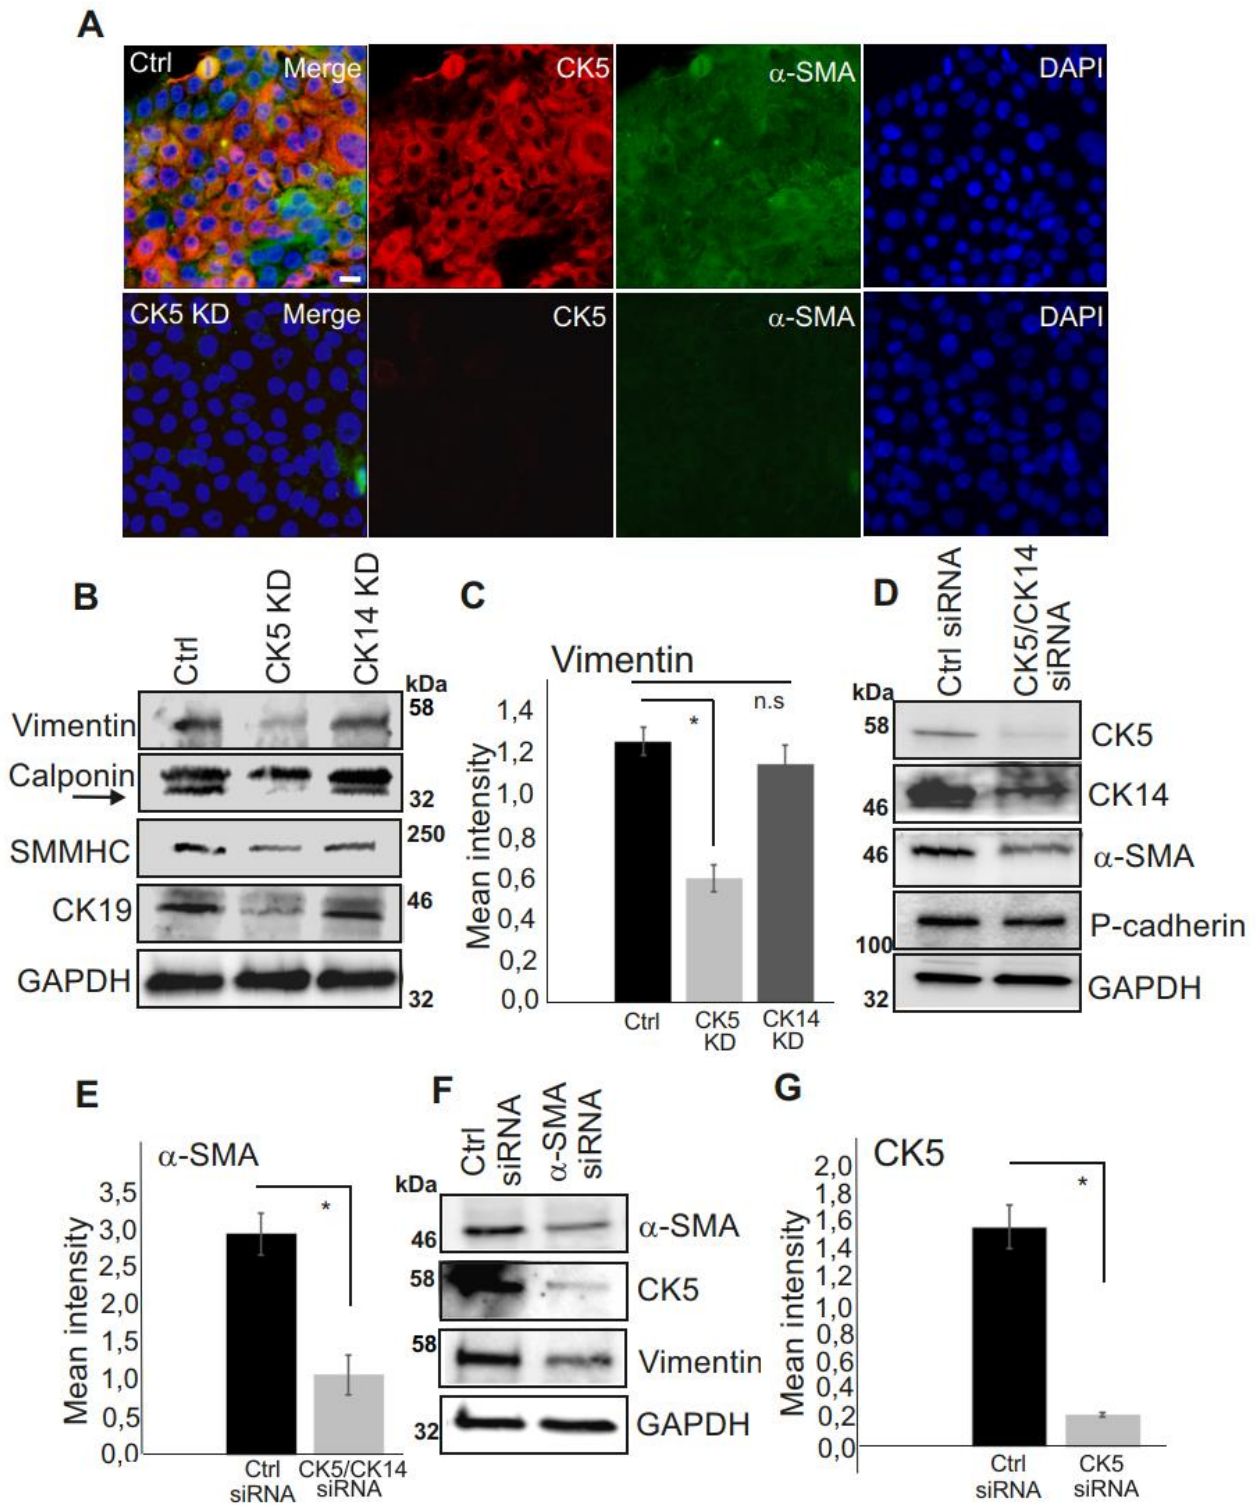 A
Ctrl
Merge
CK5
α-SMA
DAPI
CK5 KD
Merge
CK5
α-SMA
DAPI
B
Ctrl
CK5 KD
CK14 KD
kDa
Vimentin
58
Calponin
32
SMMHC
250
CK19
46
GAPDH
32
C
Vimentin
n.s
*
Mean intensity
1,4
1,2
1,0
0,8
0,6
0,4
0,2
0,0
Ctrl
CK5
KD
CK14
KD
D
Ctrl siRNA
CK5/CK14
siRNA
kDa
58
CK5
46
CK14
46
α-SMA
100
P-cadherin
32
GAPDH
E
α-SMA
*
Mean intensity
3,5
3,0
2,5
2,0
1,5
1,0
0,5
0,0
Ctrl
siRNA
CK5/CK14
siRNA
F
Ctrl
siRNA
α-SMA
siRNA
kDa
46
α-SMA
58
CK5
58
Vimentin
32
GAPDH
G
CK5
*
Mean intensity
2,0
1,8
1,6
1,4
1,2
1,0
0,8
0,6
0,4
0,2
0,0
Ctrl
siRNA
CK5
siRNA